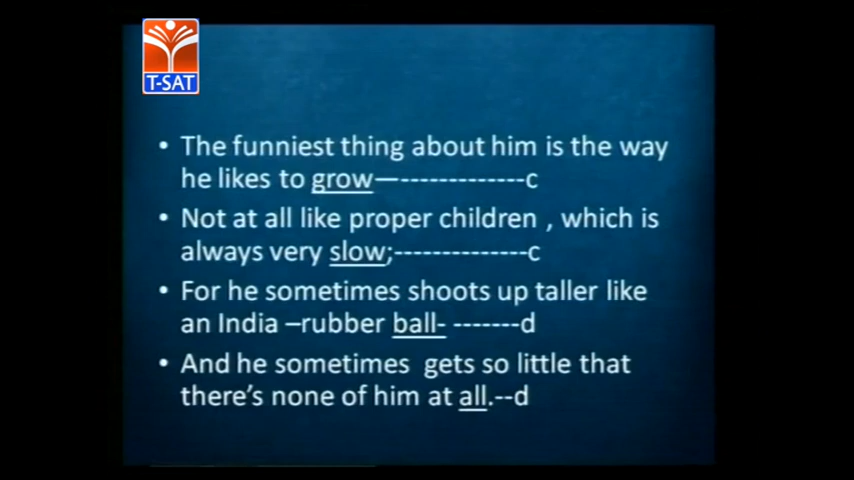 T-SAT
• The funniest thing about him is the way
he likes to grow—-------------c
• Not at all like proper children , which is
always very slow;--------------c
• For he sometimes shoots up taller like
an India –rubber ball- -------d
• And he sometimes  gets so little that
there's none of him at all.--d